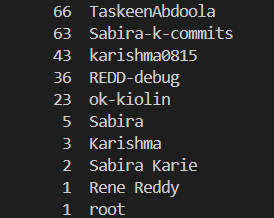 66 TaskeenAbdoola
63 Sabira-k-commits
43 karishma0815
36 REDD-debug
23 ok-kiolin
5 Sabira
3 Karishma
2 Sabira Karie
1 Rene Reddy
1 root